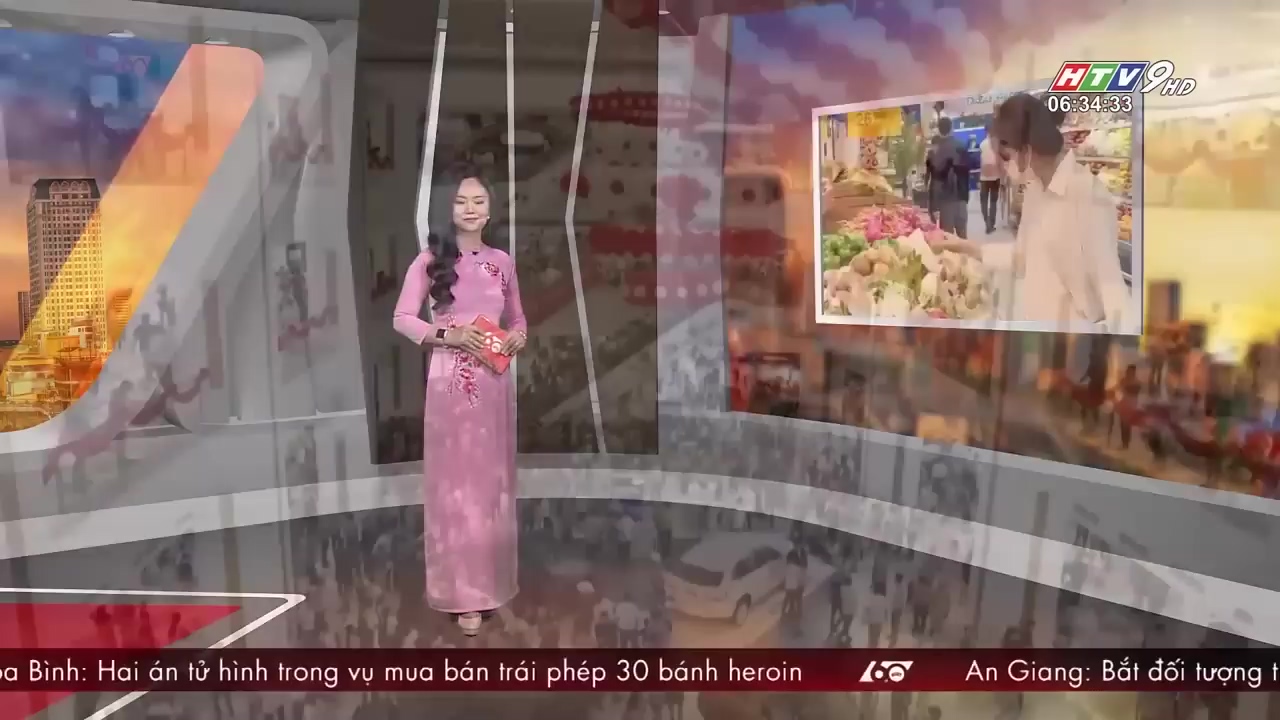 HTV9HD
06:34:33
Bình: Hai án tử hình trong vụ mua bán trái phép 30 bánh heroin
60
An Giang: Bắt đối tượng